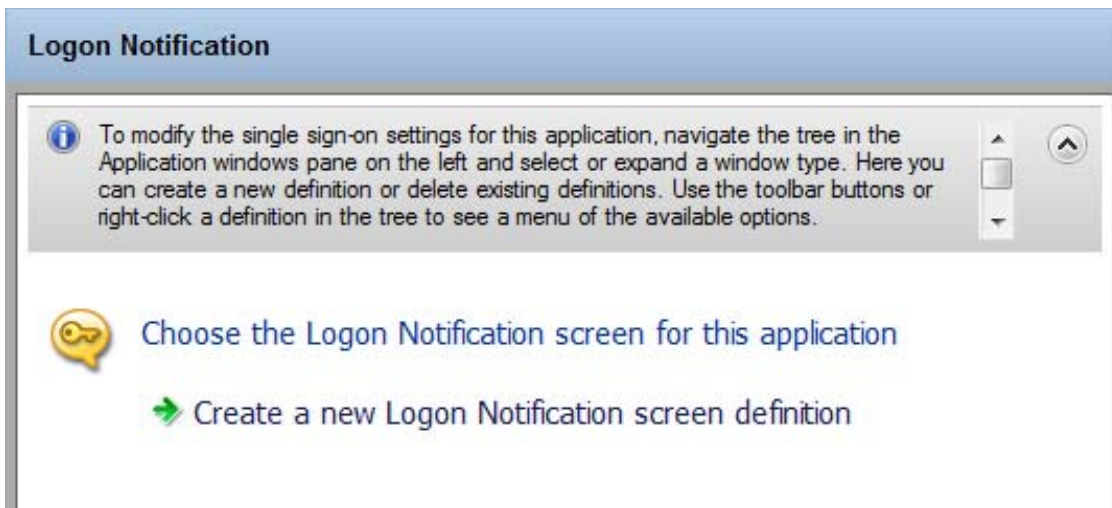 Logon Notification
To modify the single sign-on settings for this application, navigate the tree in the
Application windows pane on the left and select or expand a window type. Here you
can create a new definition or delete existing definitions. Use the toolbar buttons or
right-click a definition in the tree to see a menu of the available options.
Choose the Logon Notification screen for this application
Create a new Logon Notification screen definition